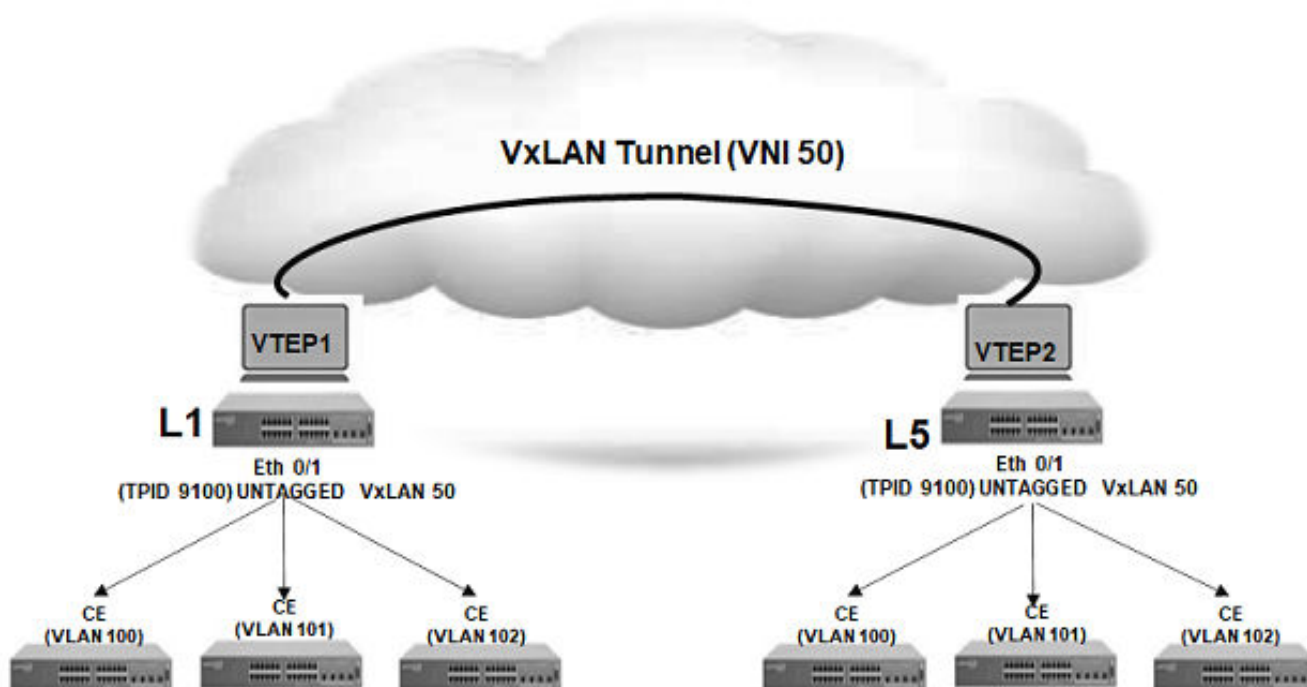 VxLAN Tunnel (VNI 50)
VTEP1
VTEP2
L1
L5
Eth 0/1
(TPID 9100) UNTAGGED VxLAN 50
Eth 0/1
(TPID 9100) UNTAGGED VxLAN 50
CE
(VLAN 100)
CE
(VLAN 101)
CE
(VLAN 102)
CE
(VLAN 100)
CE
(VLAN 101)
CE
(VLAN 102)